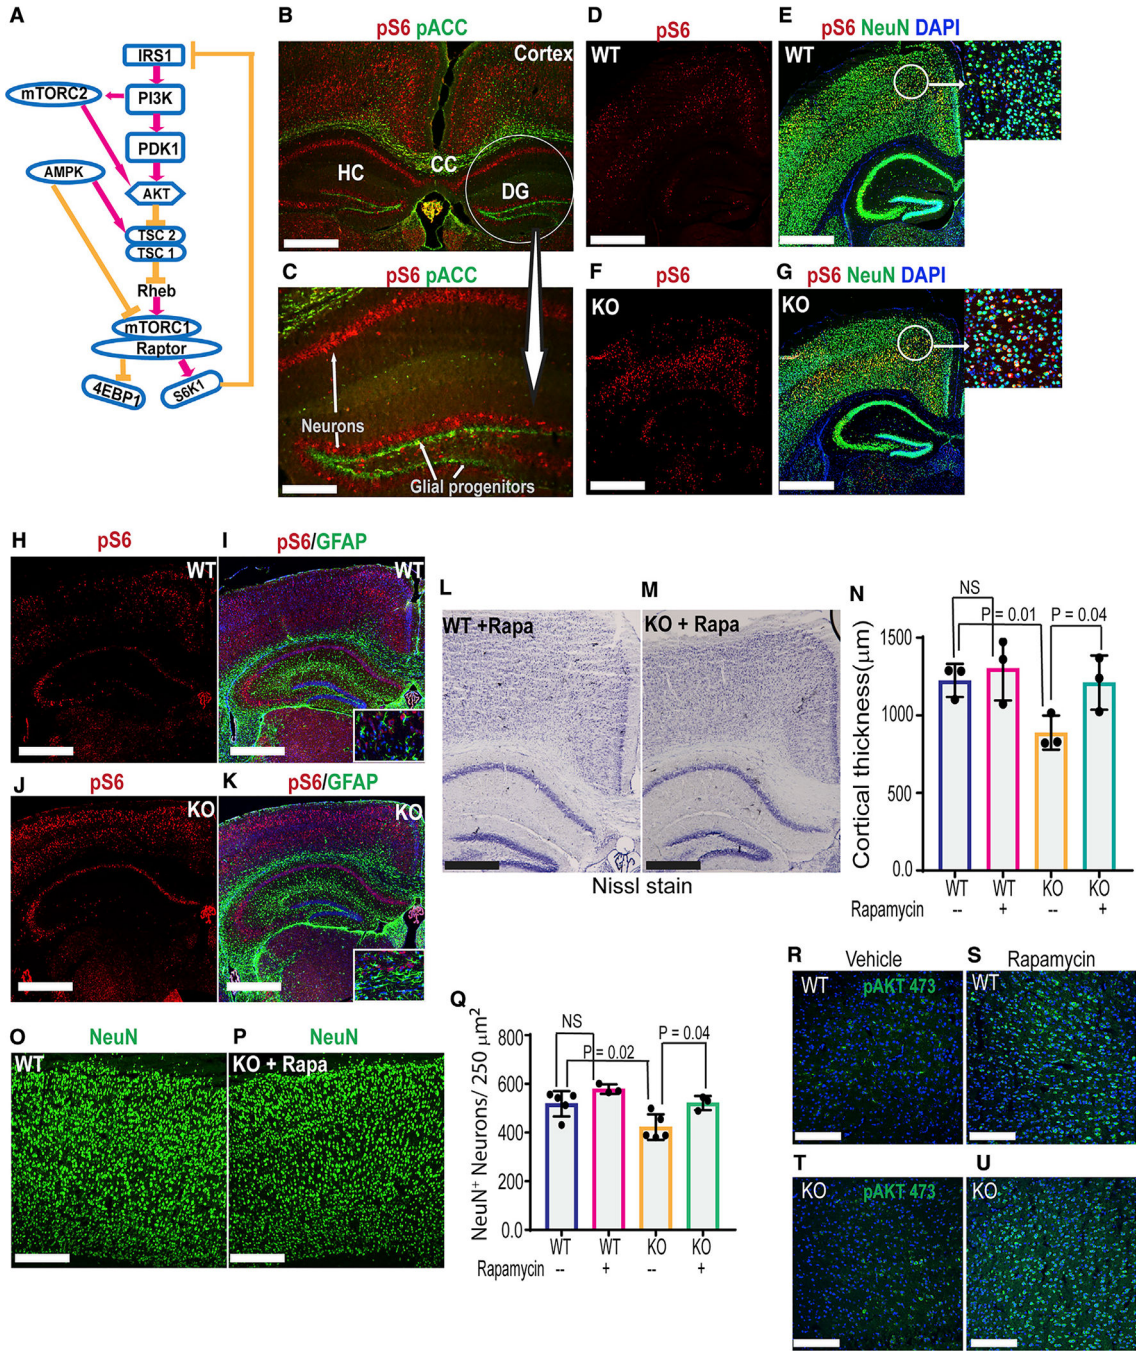 A
IRS1
mTORC2
PI3K
PDK1
AMPK
AKT
TSC 2
TSC 1
Rheb
mTORC1
Raptor
4EBP1
S6K1
B
pS6 pACC
Cortex
HC
CC
DG
C
pS6 pACC
Neurons
Glial progenitors
D
pS6
WT
E
pS6 NeuN DAPI
WT
F
pS6
KO
G
pS6 NeuN DAPI
KO
H
pS6
WT
I
pS6/GFAP
WT
J
pS6
KO
K
pS6/GFAP
KO
L
WT +Rapa
M
KO + Rapa
Nissl stain
N
NS
P = 0.01
P = 0.04
Cortical thickness(μm)
1500
1000
500
0.0
WT WT KO KO
Rapamycin -- + -- +
O
NeuN
WT
P
NeuN
KO + Rapa
Q
NS
P = 0.02
P = 0.04
NeuN⁺ Neurons/ 250 μm²
800
600
400
200
0.0
WT WT KO KO
Rapamycin -- + -- +
R
Vehicle
WT
pAKT 473
S
Rapamycin
WT
T
KO
pAKT 473
U
KO